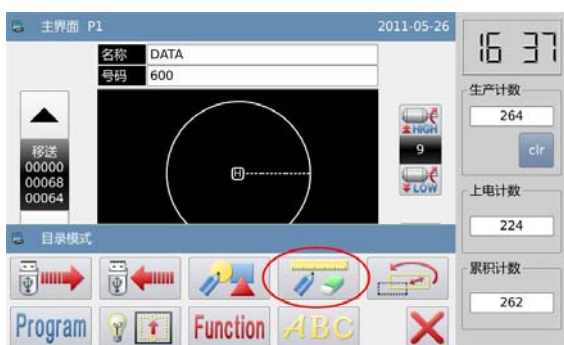 主界面 P1
2011-05-26
16 37
名称 DATA
号码 600
生产计数
264
clr
移送
00000
00068
00064
HIGH
9
LOW
H
上电计数
224
目录模式
累积计数
262
Program
Function
ABC